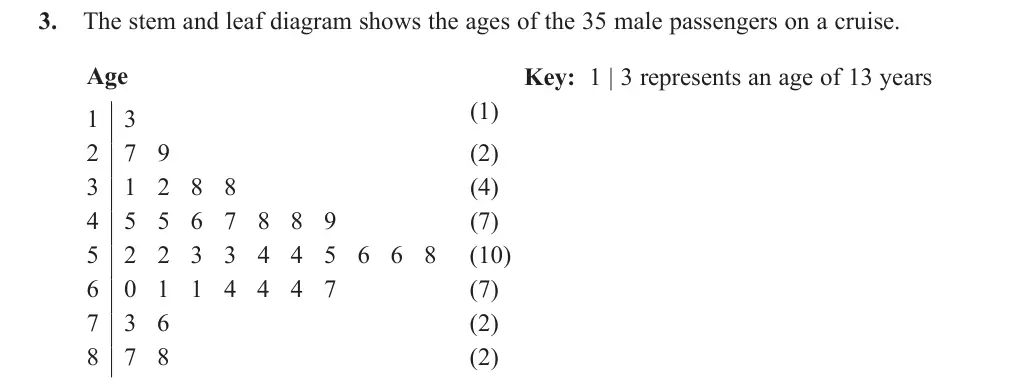 3. The stem and leaf diagram shows the ages of the 35 male passengers on a cruise.
Age Key: 1 | 3 represents an age of 13 years
1 | 3 (1)
2 | 7 9 (2)
3 | 1 2 8 8 (4)
4 | 5 5 6 7 8 8 9 (7)
5 | 2 2 3 3 4 4 5 6 6 8 (10)
6 | 0 1 1 4 4 4 7 (7)
7 | 3 6 (2)
8 | 7 8 (2)